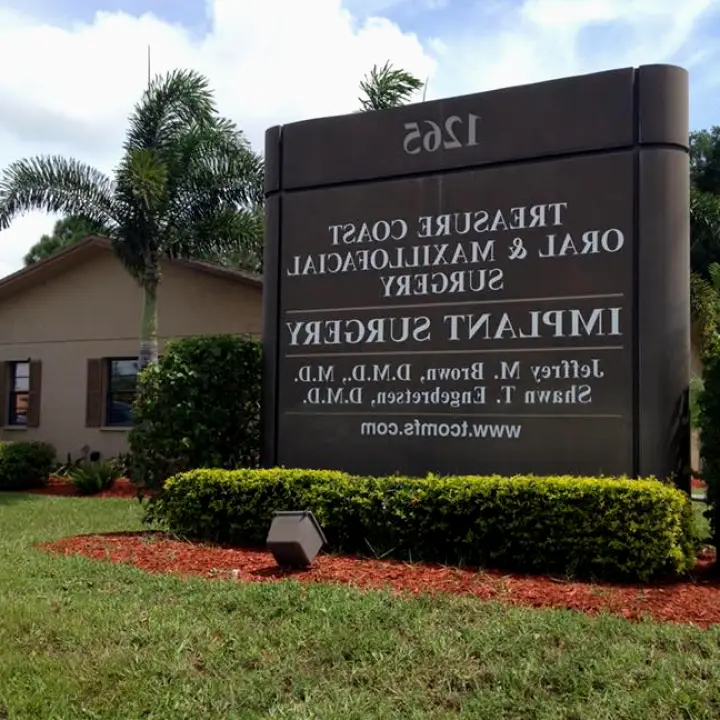 1265
TREASURE COAST
ORAL & MAXILLOFACIAL
SURGERY
IMPLANT SURGERY
Jeffrey M. Brown, D.M.D., M.D.
Shawn T. Engebretsen, D.M.D.
www.tcomfs.com